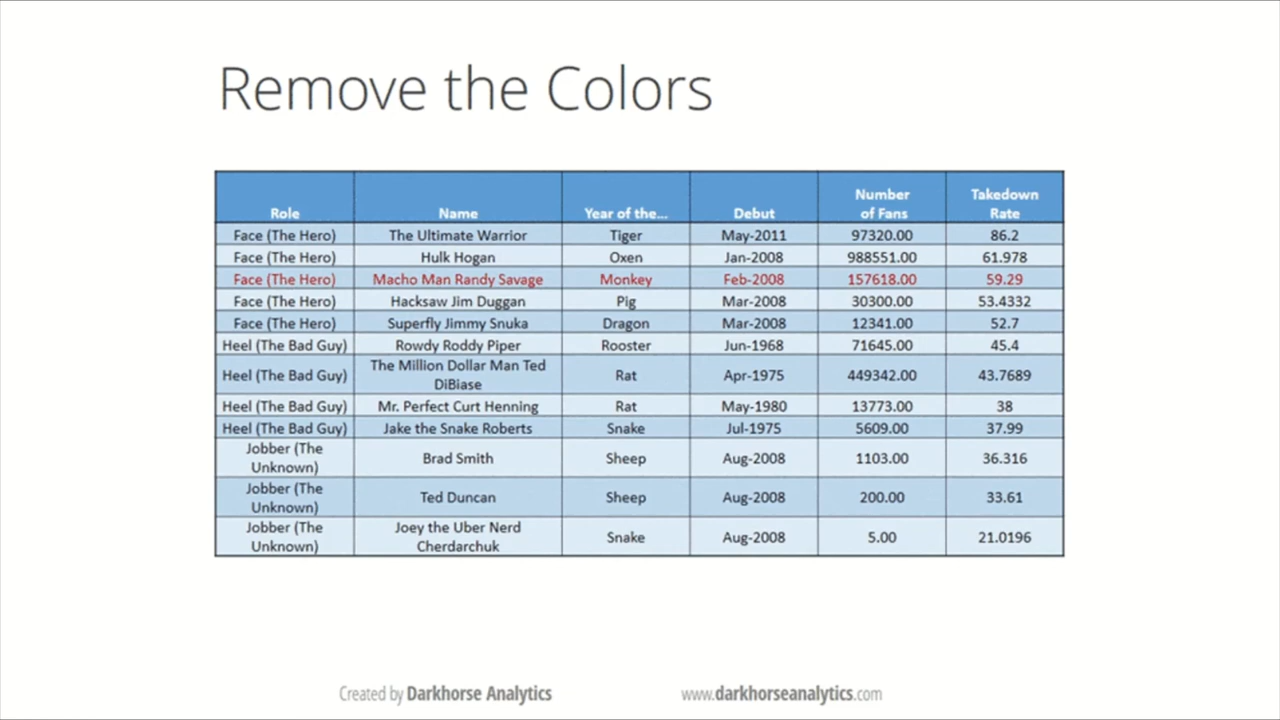 Remove the Colors
Number Takedown
Role Name Year of the... Debut of Fans Rate
Face (The Hero) The Ultimate Warrior Tiger May-2011 97320.00 86.2
Face (The Hero) Hulk Hogan Oxen Jan-2008 988551.00 61.978
Face (The Hero) Macho Man Randy Savage Monkey Feb-2008 157618.00 59.29
Face (The Hero) Hacksaw Jim Duggan Pig Mar-2008 30300.00 53.4332
Face (The Hero) Superfly Jimmy Snuka Dragon Mar-2008 12341.00 52.7
Heel (The Bad Guy) Rowdy Roddy Piper Rooster Jun-1968 71645.00 45.4
Heel (The Bad Guy) The Million Dollar Man Ted Rat Apr-1975 449342.00 43.7689
DiBiase
Heel (The Bad Guy) Mr. Perfect Curt Henning Rat May-1980 13773.00 38
Heel (The Bad Guy) Jake the Snake Roberts Snake Jul-1975 5609.00 37.99
Jobber (The Brad Smith Sheep Aug-2008 1103.00 36.316
Unknown)
Jobber (The Ted Duncan Sheep Aug-2008 200.00 33.61
Unknown)
Jobber (The Joey the Uber Nerd Snake Aug-2008 5.00 21.0196
Unknown) Cherdarchuk
Created by Darkhorse Analytics www.darkhorseanalytics.com